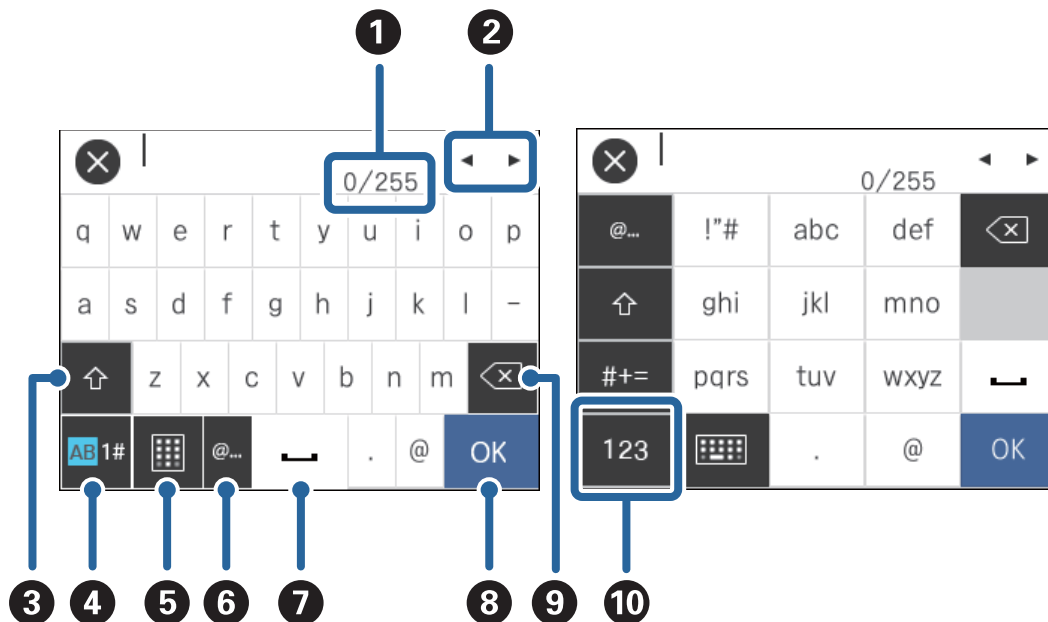 1 2
0/255
q w e r t y u i o p
a s d f g h j k l -
z x c v b n m
AB 1# @... . @ OK
0/255
@... !"# abc def
ghi jkl mno
#+= pqrs tuv wxyz
123 . @ OK
3 4 5 6 7 8 9 10